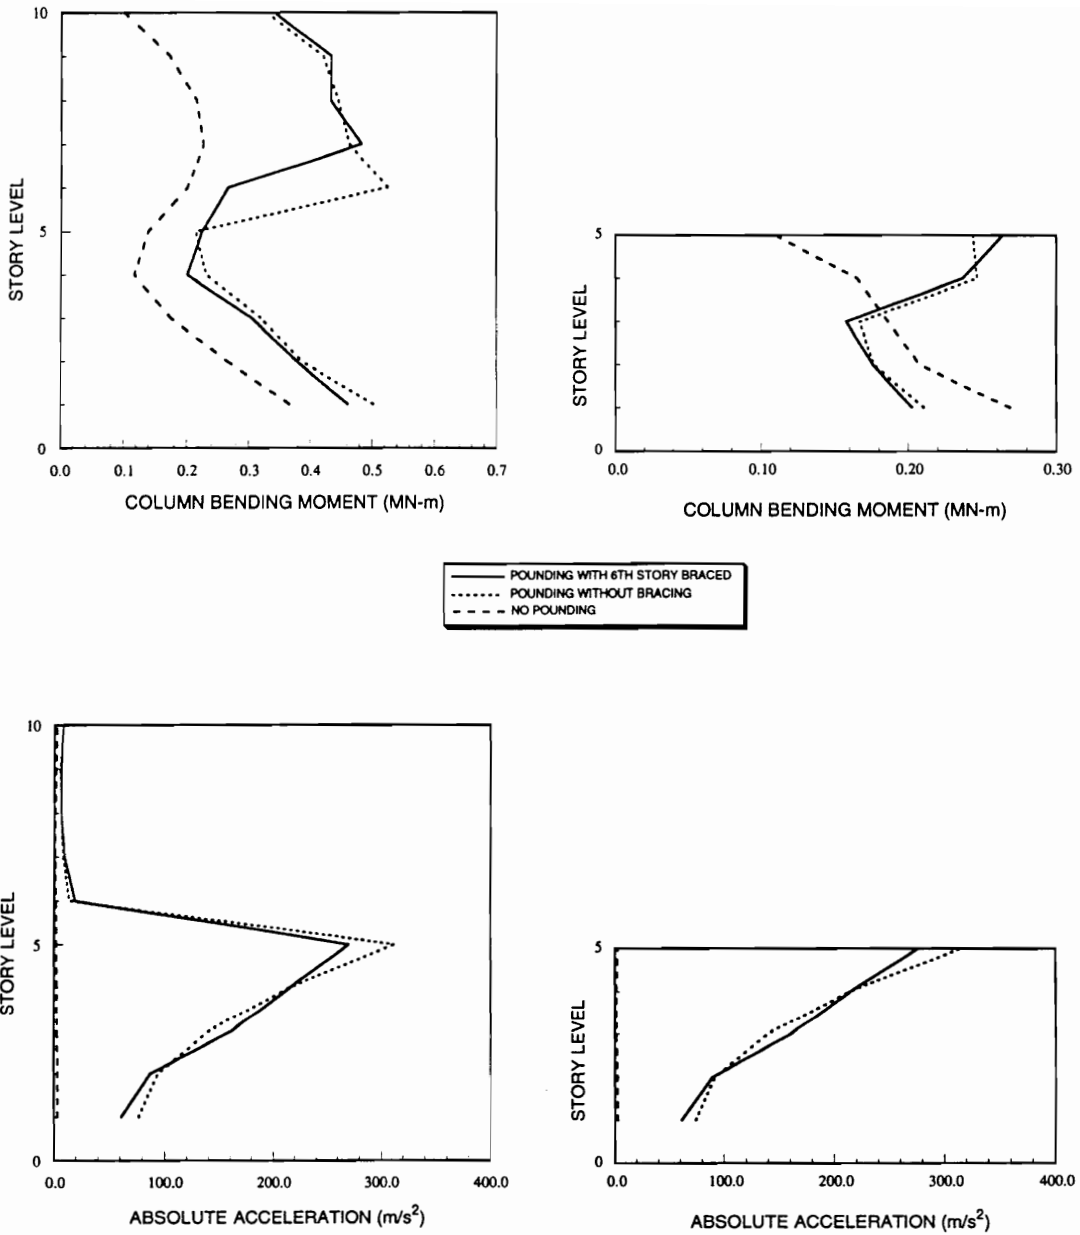 10
5
0
STORY LEVEL
0.0 0.1 0.2 0.3 0.4 0.5 0.6 0.7
COLUMN BENDING MOMENT (MN-m)
5
0
STORY LEVEL
0.0 0.10 0.20 0.30
COLUMN BENDING MOMENT (MN-m)
POUNDING WITH 6TH STORY BRACED
POUNDING WITHOUT BRACING
NO POUNDING
10
5
0
STORY LEVEL
0.0 100.0 200.0 300.0 400.0
ABSOLUTE ACCELERATION (m/s²)
5
0
STORY LEVEL
0.0 100.0 200.0 300.0 400.0
ABSOLUTE ACCELERATION (m/s²)